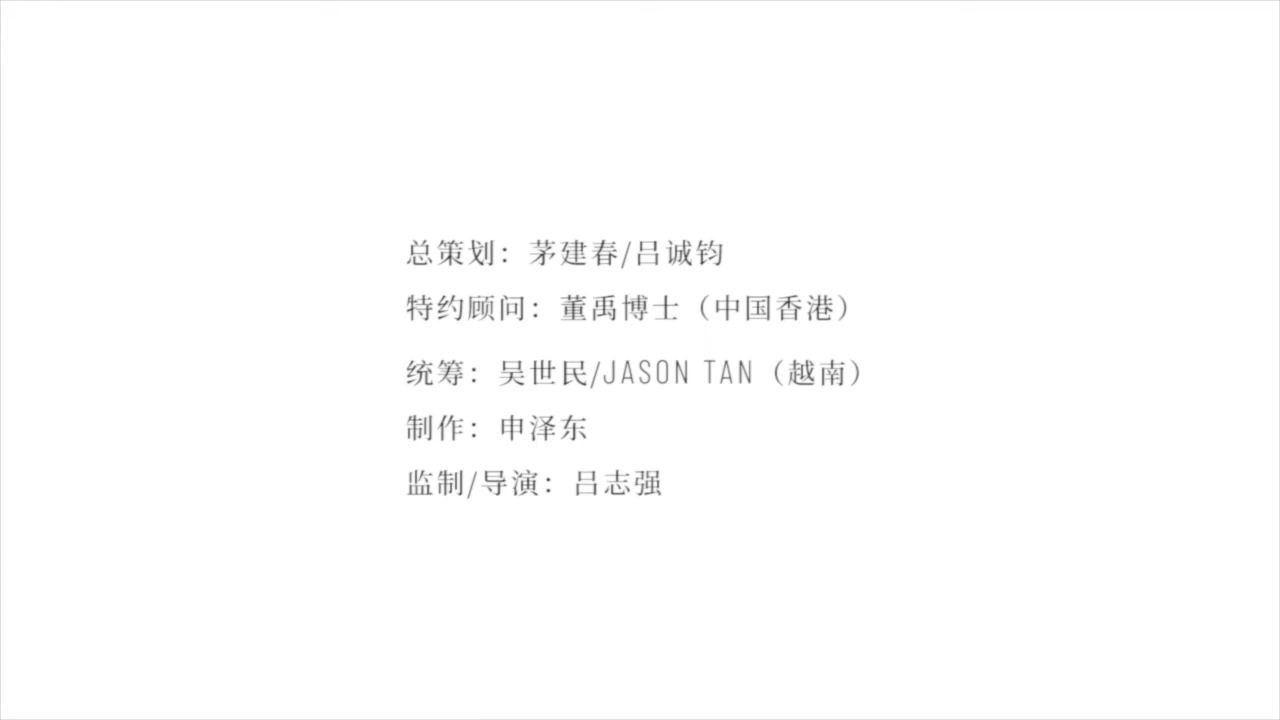 总策划：茅建春/吕诚钧
特约顾问：董禹博士（中国香港）
统筹：吴世民/JASON TAN（越南）
制作：申泽东
监制/导演：吕志强